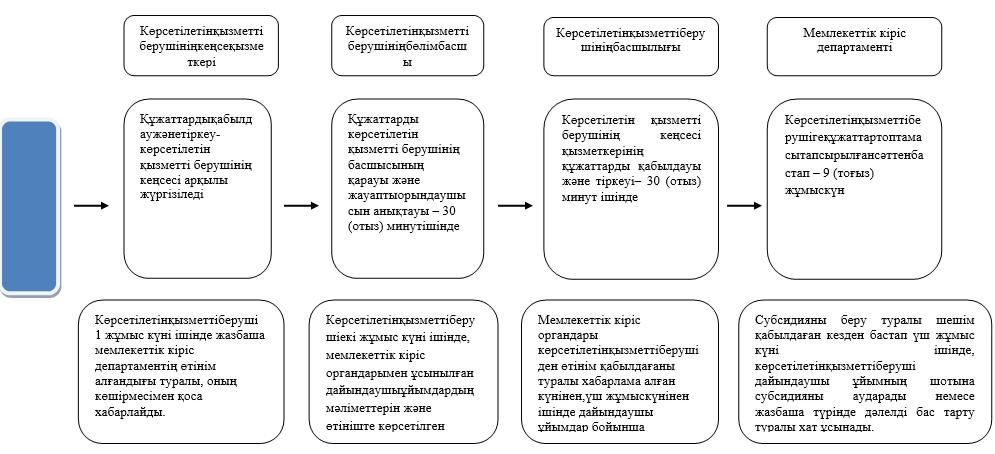 Көрсетілетінқызметті
берушініңкеңсеқызме
ткері
Көрсетілетінқызметті
берушініңбөлімбасш
ы
Көрсетілетінқызметтіберу
шініңбасшылығы
Мемлекеттік кіріс
департаменті
Құжаттардықабылд
аужәнетіркеу-
көрсетілетін
қызметті берушінің
кеңсесі арқылы
жүргізіледі
Құжаттарды
көрсетілетін
қызметті берушінің
басшысының
қарауы және
жауаптыорындаушы
сын анықтауы – 30
(отыз) минутішінде
Көрсетілетін қызметті
берушінің кеңсесі
қызметкерінің
құжаттарды қабылдауы
және тіркеуі– 30 (отыз)
минут ішінде
Көрсетілетінқызметтібе
рушігеқұжаттартоптама
сытапсырылғансәттенба
стап – 9 (тоғыз)
жұмыскүн
Көрсетілетінқызметтіберуші
1 жұмыс күні ішінде жазбаша
мемлекеттік кіріс
департаментің өтінім
алғандығы туралы, оның
көшірмесімен қоса
хабарлайды.
Көрсетілетінқызметтіберу
шіекі жұмыс күні ішінде,
мемлекеттік кіріс
органдарымен ұсынылған
дайындаушыұйымдардың
мәліметтерін және
өтініште көрсетілген
Мемлекеттік кіріс
органдары
көрсетілетінқызметтіберуші
ден өтінім қабылдағаны
туралы хабарлама алған
күнінен,үш жұмыскүнінен
ішінде дайындаушы
ұйымдар бойынша
Субсидияны беру туралы шешім
қабылдаған кезден бастап үш жұмыс
күні ішінде,
көрсетілетінқызметтіберуші
дайындаушы ұйымның шотына
субсидияны аударады немесе
жазбаша түрінде дәлелді бас тарту
туралы хат ұсынады.